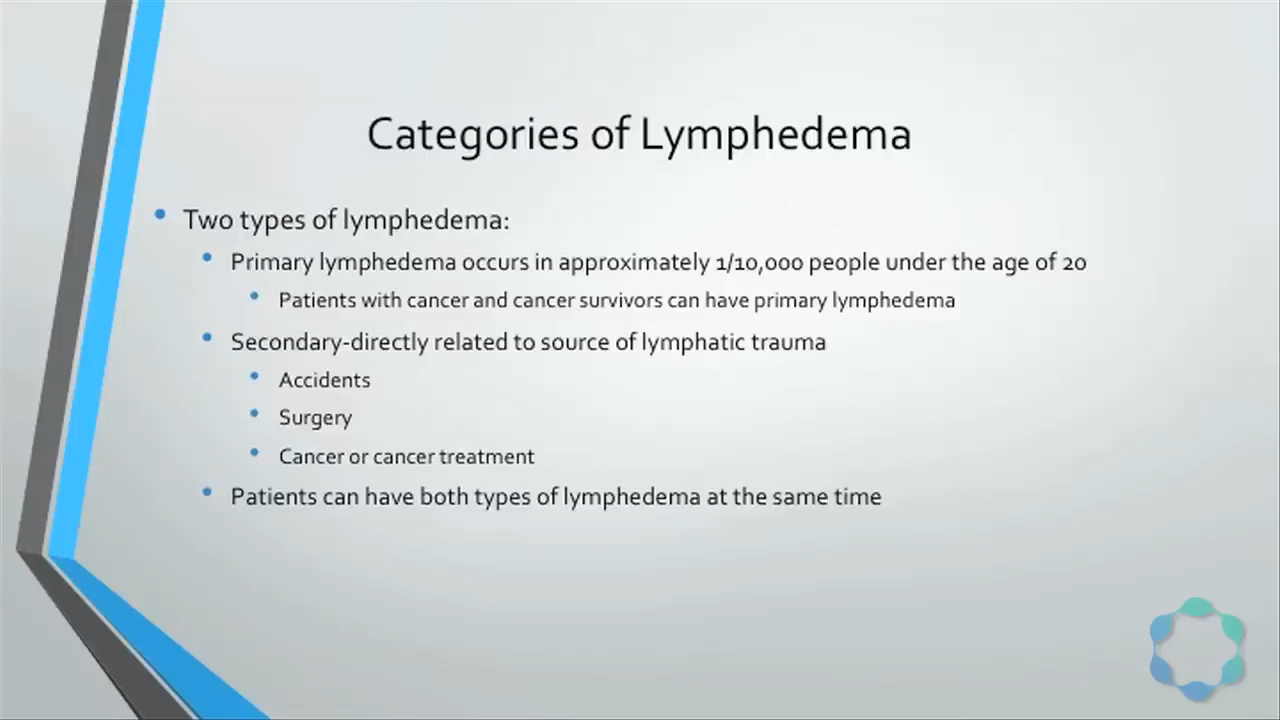 Categories of Lymphedema
Two types of lymphedema:
Primary lymphedema occurs in approximately 1/10,000 people under the age of 20
Patients with cancer and cancer survivors can have primary lymphedema
Secondary-directly related to source of lymphatic trauma
Accidents
Surgery
Cancer or cancer treatment
Patients can have both types of lymphedema at the same time